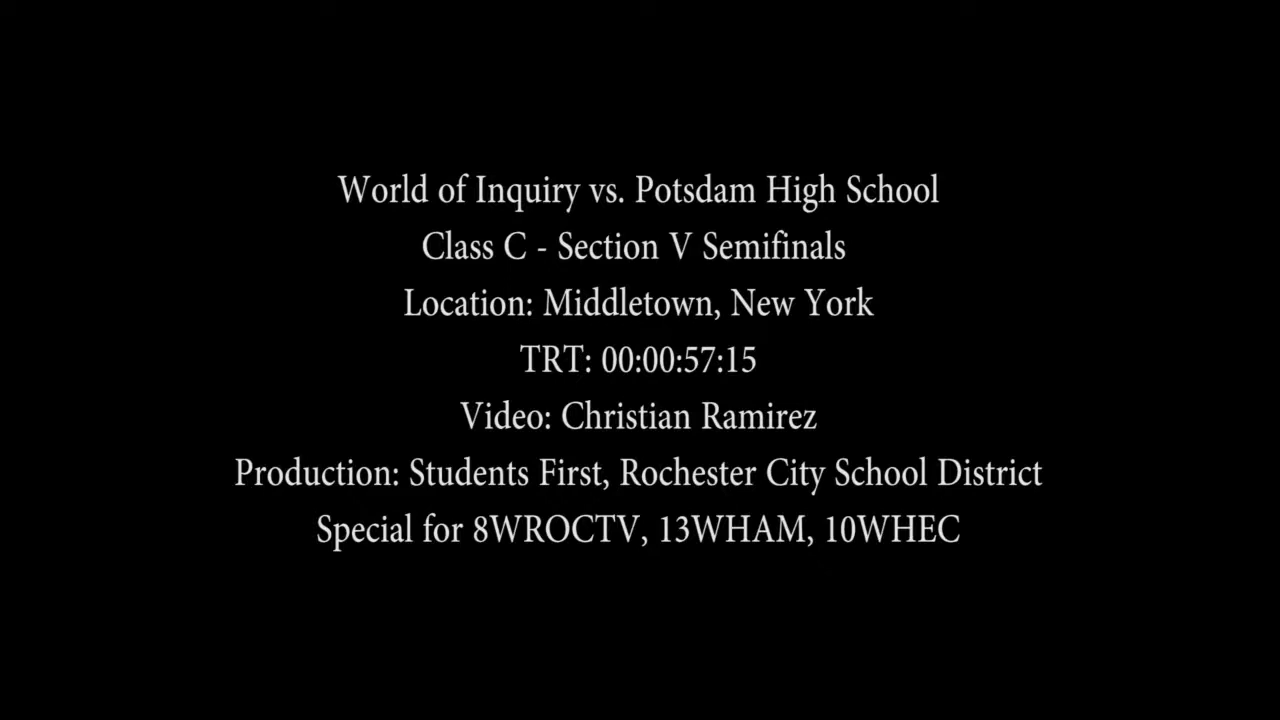 World of Inquiry vs. Potsdam High School
Class C - Section V Semifinals
Location: Middletown, New York
TRT: 00:00:57:15
Video: Christian Ramirez
Production: Students First, Rochester City School District
Special for 8WROCTV, 13WHAM, 10WHEC